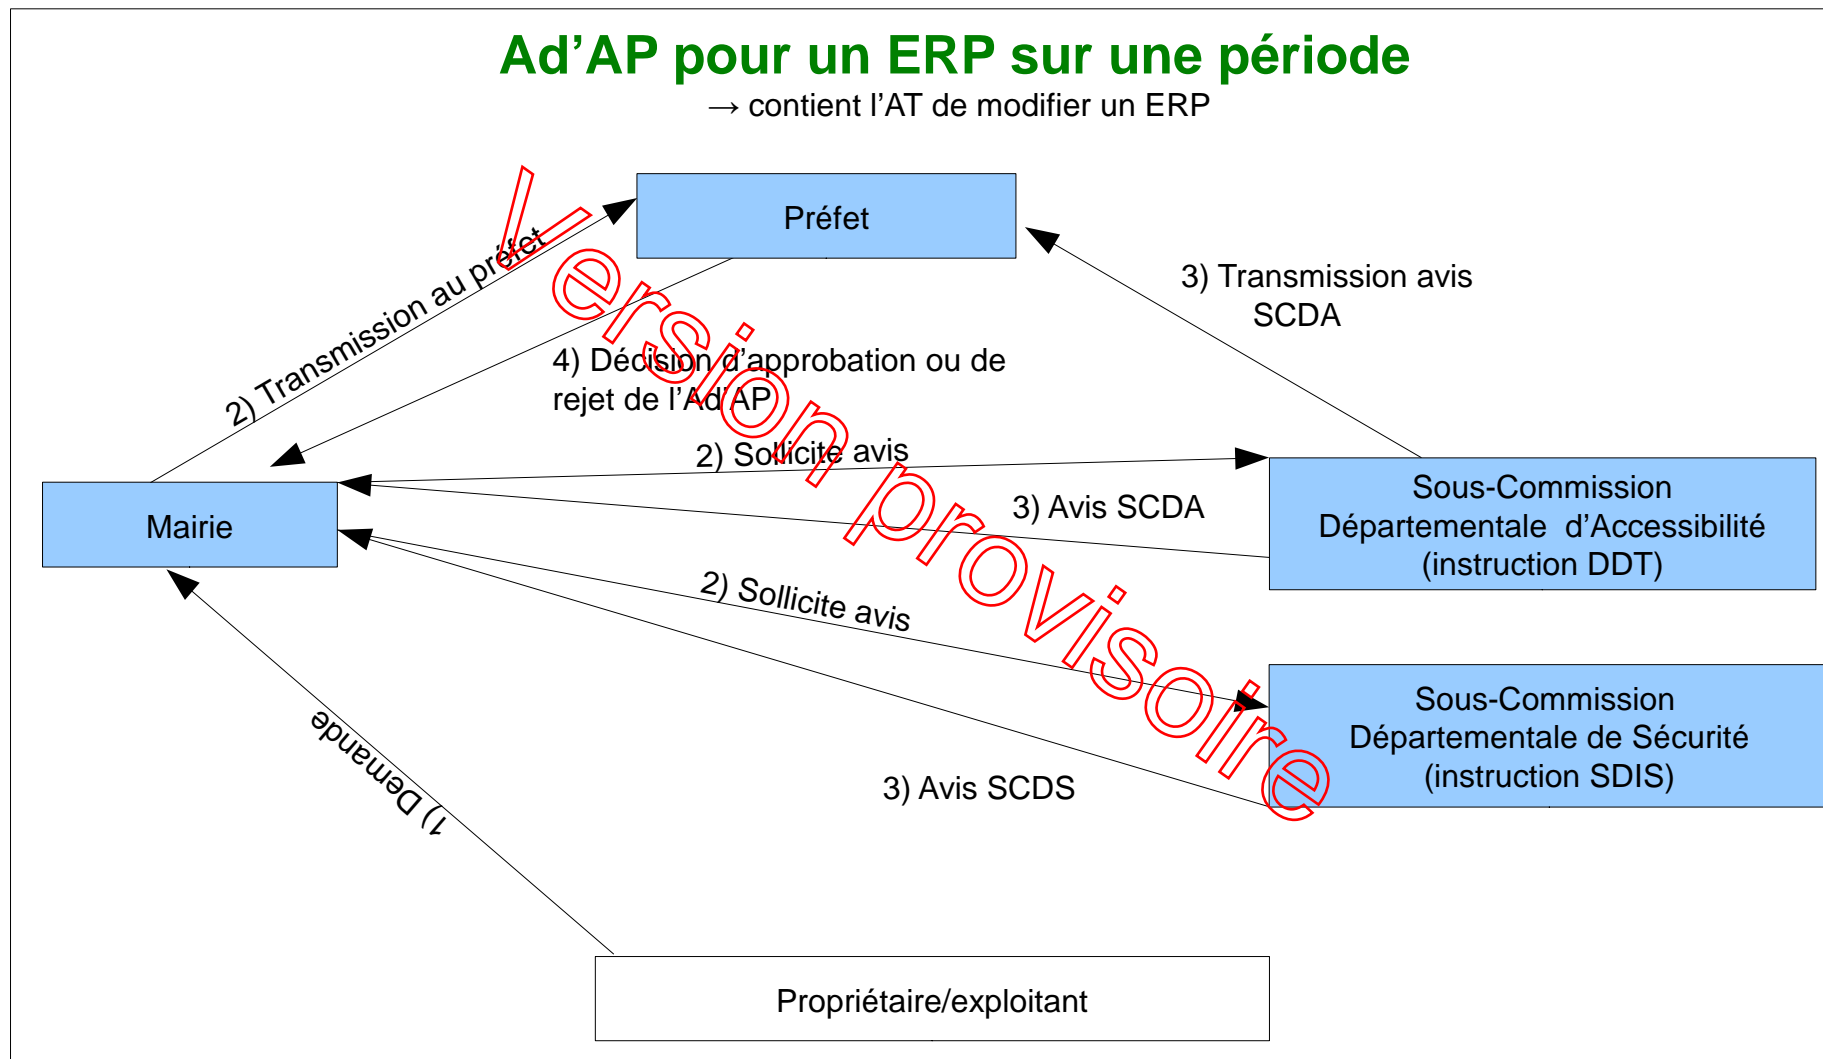 Ad’AP pour un ERP sur une période
→ contient l’AT de modifier un ERP
Préfet
2) Transmission au préfet
3) Transmission avis
SCDA
4) Décision d’approbation ou de
rejet de l’Ad’AP
2) Sollicite avis
Sous-Commission
Départementale d’Accessibilité
(instruction DDT)
3) Avis SCDA
Mairie
2) Sollicite avis
Sous-Commission
Départementale de Sécurité
(instruction SDIS)
3) Avis SCDS
1) Demande
Propriétaire/exploitant
Version provisoire